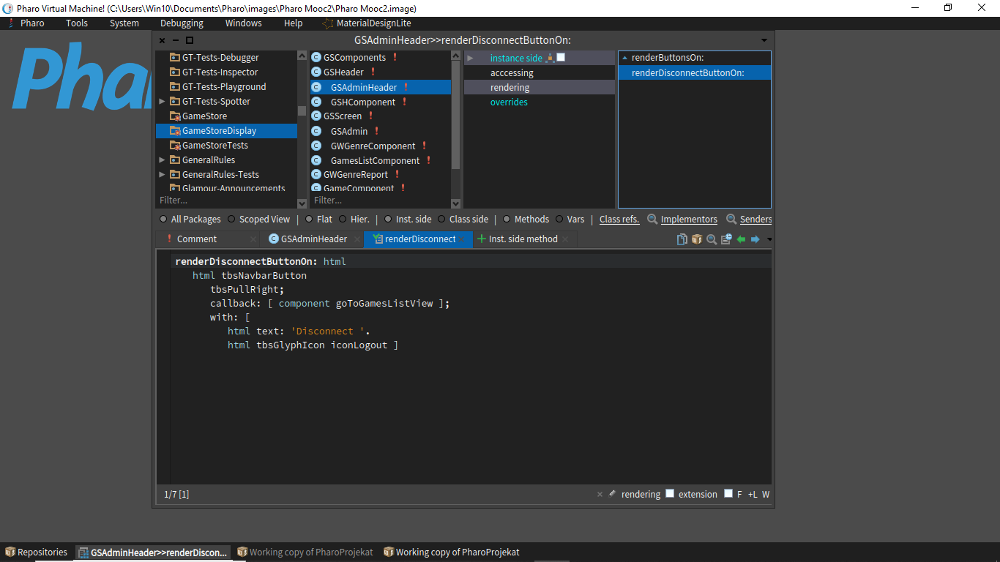 Pharo Virtual Machine! (C:\Users\Win10\Documents\Pharo\images\Pharo Mooc2\Pharo Mooc2.image)
Pharo Tools System Debugging Windows Help MaterialDesignLite
GSAdminHeader>>renderDisconnectButtonOn:
GT-Tests-Debugger
GT-Tests-Inspector
GT-Tests-Playground
GT-Tests-Spotter
GameStore
GameStoreDisplay
GameStoreTests
GeneralRules
GeneralRules-Tests
Glamour-Announcements
Filter...
GSComponents
GSHeader
GSAdminHeader
GSHComponent
GSScreen
GSAdmin
GWGenreComponent
GamesListComponent
GWGenreReport
GameComponent
Filter...
instance side
acccessing
rendering
overrides
renderButtonsOn:
renderDisconnectButtonOn:
All Packages Scoped View | Flat Hier. | Inst. side Class side | Methods Vars Class refs. Implementors Senders
Comment GSAdminHeader renderDisconnect Inst. side method
renderDisconnectButtonOn: html
html tbsNavbarButton
tbsPullRight;
callback: [ component goToGamesListView ];
with: [
html text: 'Disconnect '.
html tbsGlyphIcon iconLogout ]
1/7 [1] rendering extension F +L W
Repositories GSAdminHeader>>renderDiscon... Working copy of PharoProjekat Working copy of PharoProjekat